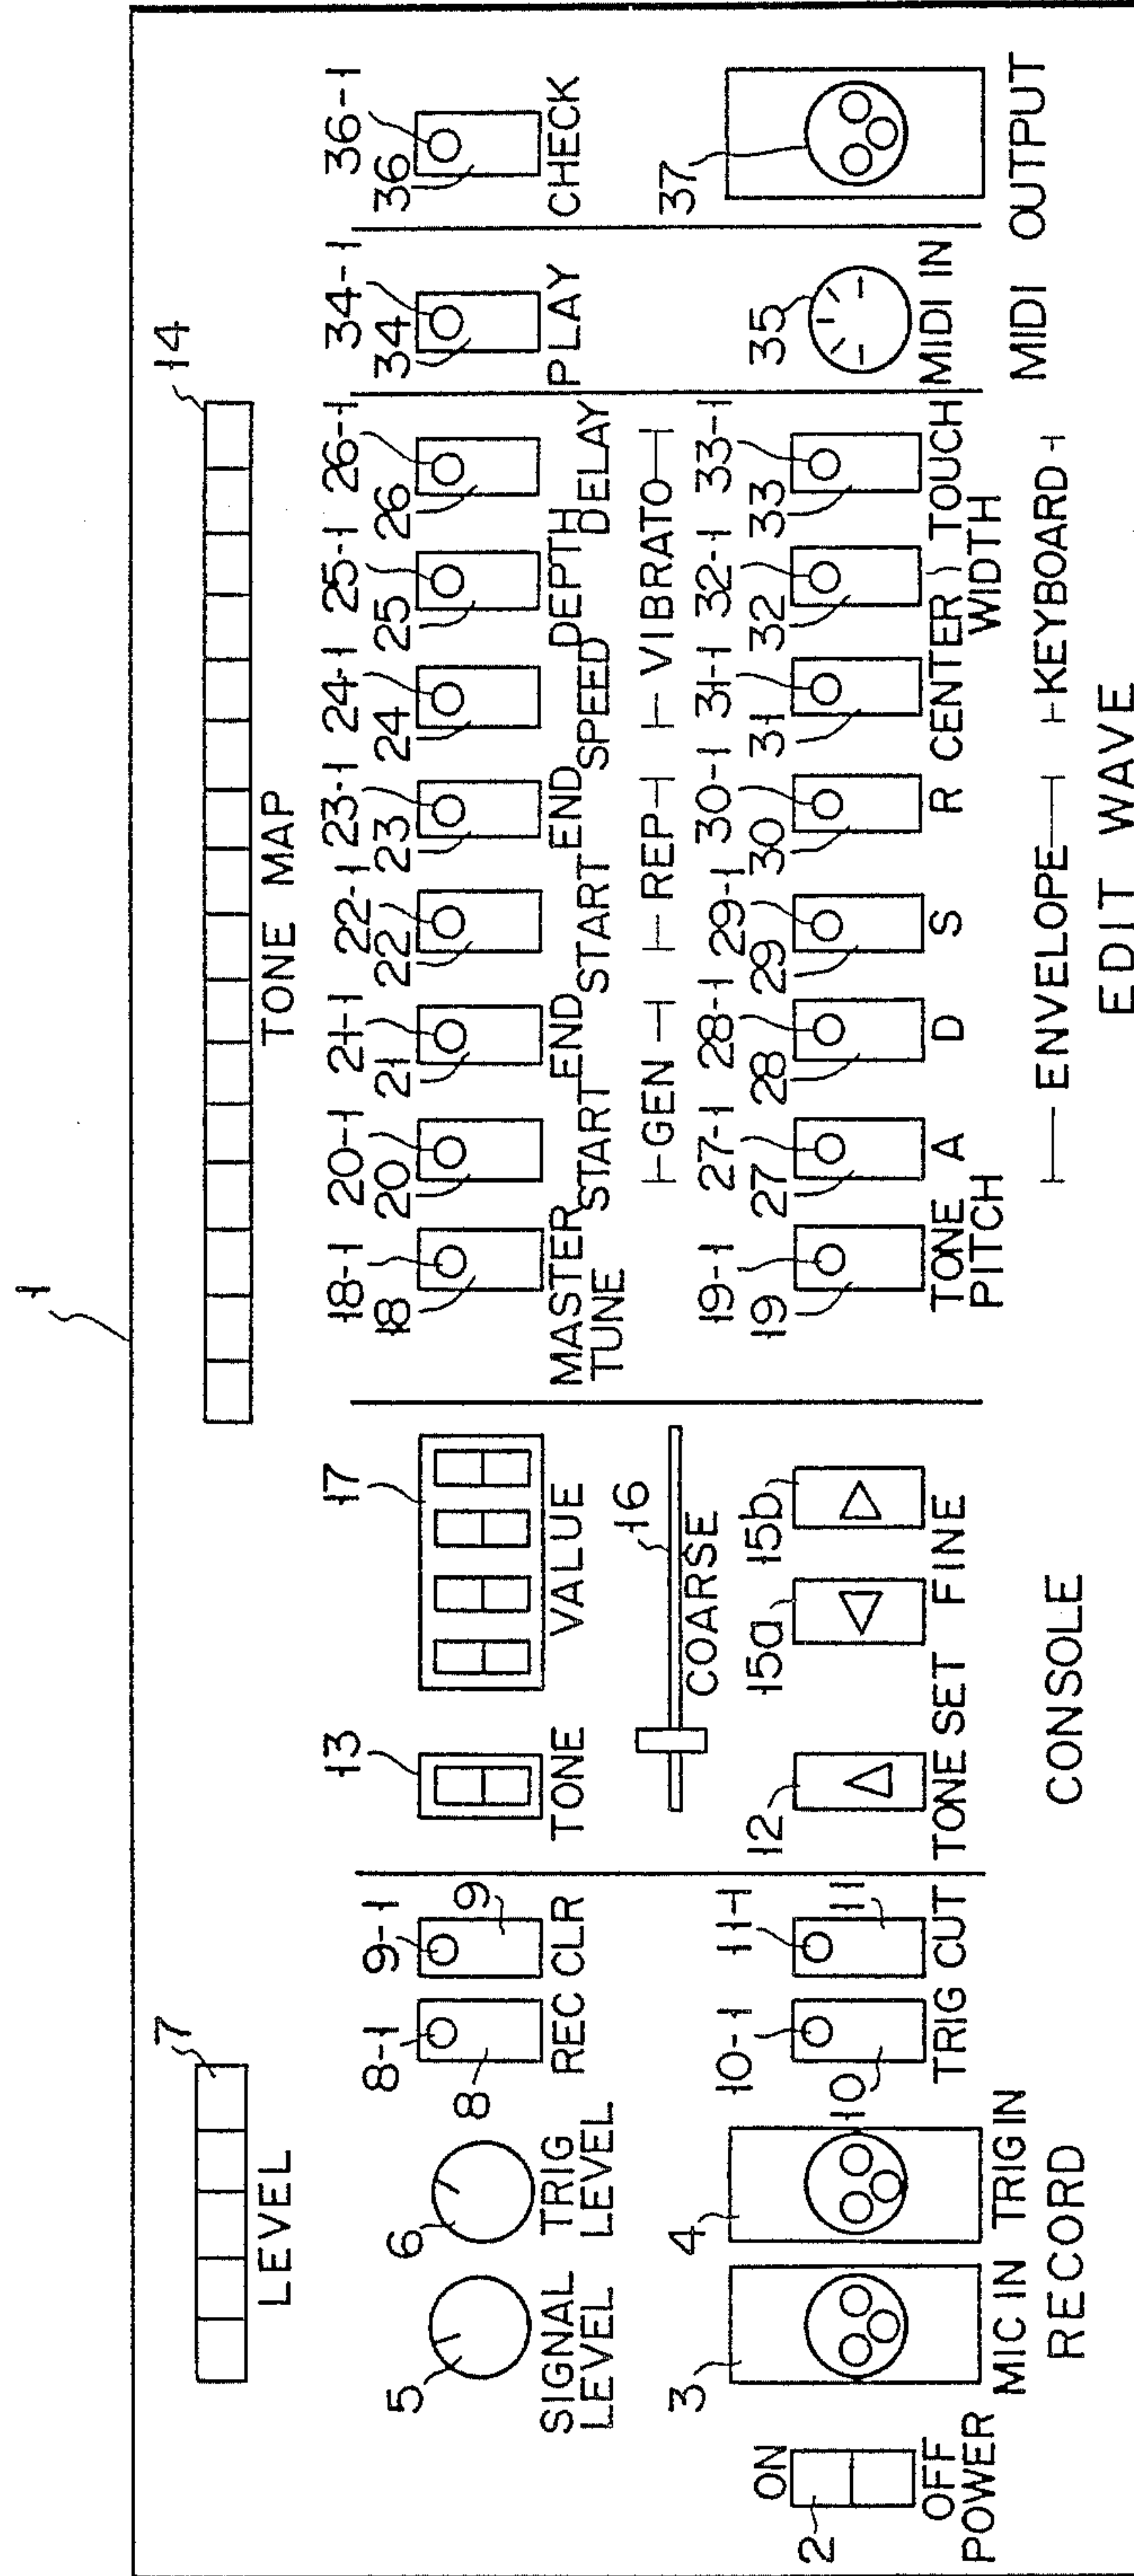 1
7
14
LEVEL
TONE MAP
8-1
9-1
9
8
REC CLR
5
6
SIGNAL
LEVEL
TRIG
LEVEL
13
TONE
17
VALUE
16
COARSE
18-1
18
20-1
20
21-1
21
22-1
22
23-1
23
24-1
24
25-1
25
26-1
26
34-1
34
36-1
36
MASTER
TUNE
START
END
START
END
SPEED
DEPTH
DELAY
PLAY
CHECK
GEN
REP
VIBRATO
ON
2
OFF
POWER
3
4
MIC IN
TRIG IN
10-1
10
11-1
11
TRIG CUT
12
TONE SET
15a
15b
FINE
19-1
19
27-1
27
28-1
28
29-1
29
30-1
30
31-1
31
32-1
32
33-1
33
35
37
TONE
PITCH
A
D
S
R
CENTER
WIDTH
TOUCH
MIDI IN
ENVELOPE
KEYBOARD
RECORD
CONSOLE
EDIT WAVE
MIDI
OUTPUT